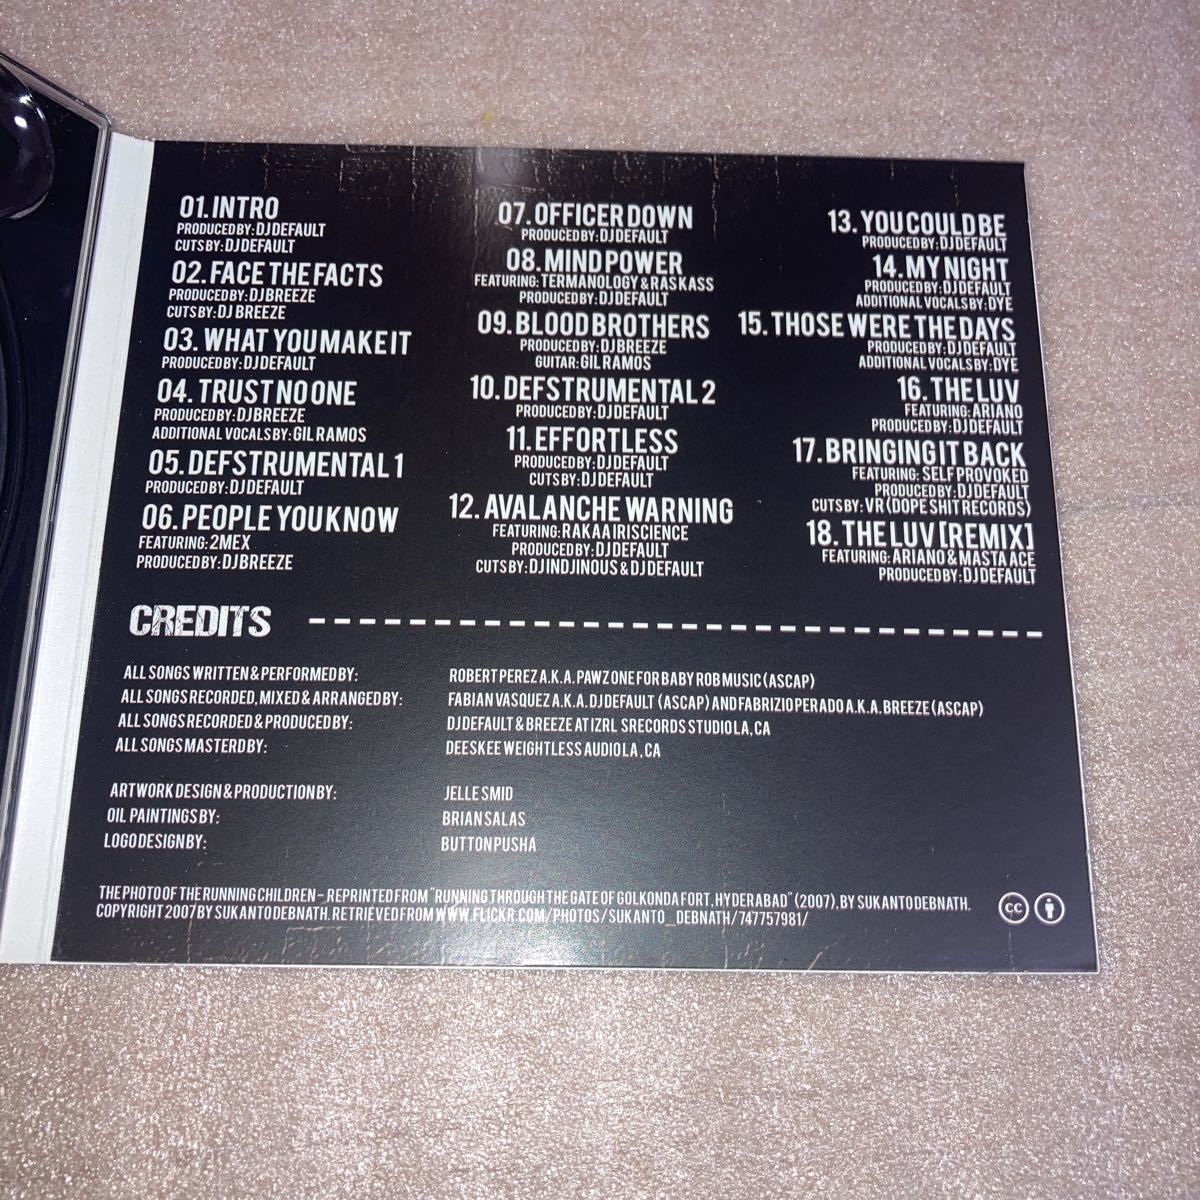 01. INTRO
PRODUCED BY: DJ DEFAULT
CUTS BY: DJ DEFAULT
02. FACE THE FACTS
PRODUCED BY: DJ BREEZE
CUTS BY: DJ BREEZE
03. WHAT YOU MAKE IT
PRODUCED BY: DJ DEFAULT
04. TRUST NO ONE
PRODUCED BY: DJ BREEZE
ADDITIONAL VOCALS BY: GIL RAMOS
05. DEFSTRUMENTAL 1
PRODUCED BY: DJ DEFAULT
06. PEOPLE YOU KNOW
FEATURING: 2MEX
PRODUCED BY: DJ BREEZE
07. OFFICER DOWN
PRODUCED BY: DJ DEFAULT
08. MIND POWER
FEATURING: TERMANOLOGY & RAS KASS
PRODUCED BY: DJ DEFAULT
09. BLOOD BROTHERS
PRODUCED BY: DJ BREEZE
GUITAR: GIL RAMOS
10. DEFSTRUMENTAL 2
PRODUCED BY: DJ DEFAULT
11. EFFORTLESS
PRODUCED BY: DJ DEFAULT
CUTS BY: DJ DEFAULT
12. AVALANCHE WARNING
FEATURING: RAKAA IRISCIENCE
PRODUCED BY: DJ DEFAULT
CUTS BY: DJ INDJINOUS & DJ DEFAULT
13. YOU COULD BE
PRODUCED BY: DJ DEFAULT
14. MY NIGHT
PRODUCED BY: DJ DEFAULT
ADDITIONAL VOCALS BY: DYE
15. THOSE WERE THE DAYS
PRODUCED BY: DJ DEFAULT
ADDITIONAL VOCALS BY: DYE
16. THE LUV
FEATURING: ARIANO
PRODUCED BY: DJ DEFAULT
17. BRINGING IT BACK
FEATURING: SELF PROVOKED
PRODUCED BY: DJ DEFAULT
CUTS BY: VR (DOPE SHIT RECORDS)
18. THE LUV [REMIX]
FEATURING: ARIANO & MASTA ACE
PRODUCED BY: DJ DEFAULT
CREDITS
ALL SONGS WRITTEN & PERFORMED BY: ROBERT PEREZ A.K.A. PAWZ ONE FOR BABY ROB MUSIC (ASCAP)
ALL SONGS RECORDED, MIXED & ARRANGED BY: FABIAN VASQUEZ A.K.A. DJ DEFAULT (ASCAP) AND FABRIZIO PERADO A.K.A. BREEZE (ASCAP)
ALL SONGS RECORDED & PRODUCED BY: DJ DEFAULT & BREEZE AT IZRL SRECORDS STUDIO LA, CA
ALL SONGS MASTERD BY: DEESKEE WEIGHTLESS AUDIO LA, CA
ARTWORK DESIGN & PRODUCTION BY: JELLE SMID
OIL PAINTINGS BY: BRIAN SALAS
LOGO DESIGN BY: BUTTON PUSHA
THE PHOTO OF THE RUNNING CHILDREN - REPRINTED FROM "RUNNING THROUGH THE GATE OF GOLKONDA FORT, HYDERABAD" (2007), BY SUKANTO DEBNATH.
COPYRIGHT 2007 BY SUKANTO DEBNATH. RETRIEVED FROM WWW.FLICKR.COM/PHOTOS/SUKANTO_DEBNATH/747757981/
CC